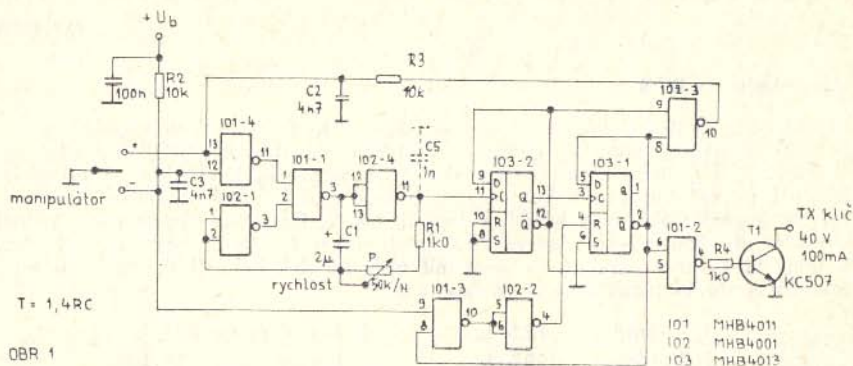 + U_b
100n
R2
10k
R3
10k
C2
4n7
101-4
13
12
11
+
-
manipulátor
C3
4n7
102-1
1
2
3
101-1
1
2
3
102-4
12
13
11
C5
1n
C1
+
2µ
P
50k/N
rychlost
R1
1k0
103-2
9
11
10
8
D
C
R
S
Q
Q̅
13
12
103-1
5
3
4
6
D
C
R
S
Q
Q̅
1
2
102-3
9
8
10
101-2
6
5
4
R4
1k0
T1
KC507
TX klíč
40 V
100mA
101-3
9
8
10
102-2
5
6
4
T = 1,4RC
OBR 1
101 MHB4011
102 MHB4001
103 MHB4013